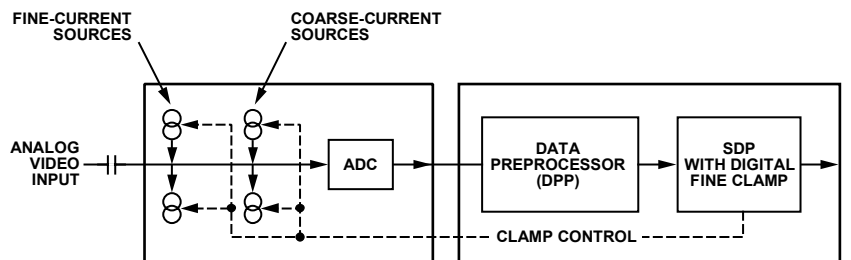 FINE-CURRENT
SOURCES
COARSE-CURRENT
SOURCES
ANALOG
VIDEO
INPUT
ADC
DATA
PREPROCESSOR
(DPP)
SDP
WITH DIGITAL
FINE CLAMP
CLAMP CONTROL